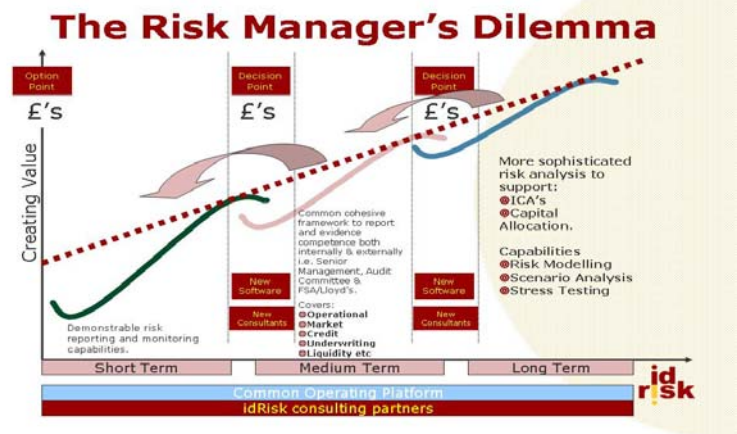 The Risk Manager's Dilemma
Option
Point
£'s
Decision
Point
£'s
Decision
Point
£'s
Creating Value
Demonstrable risk
reporting and monitoring
capabilities.
New
Software
New
Consultants
Common cohesive
framework to report
and evidence
competence both
internally & externally
i.e. Senior
Management, Audit
Committee &
FSA/Lloyd's.
Covers:
Operational
Market
Credit
Underwriting
Liquidity etc
New
Software
New
Consultants
More sophisticated
risk analysis to
support:
ICA's
Capital
Allocation.
Capabilities
Risk Modelling
Scenario Analysis
Stress Testing
Short Term
Medium Term
Long Term
Common Operating Platform
idRisk consulting partners
id
risk